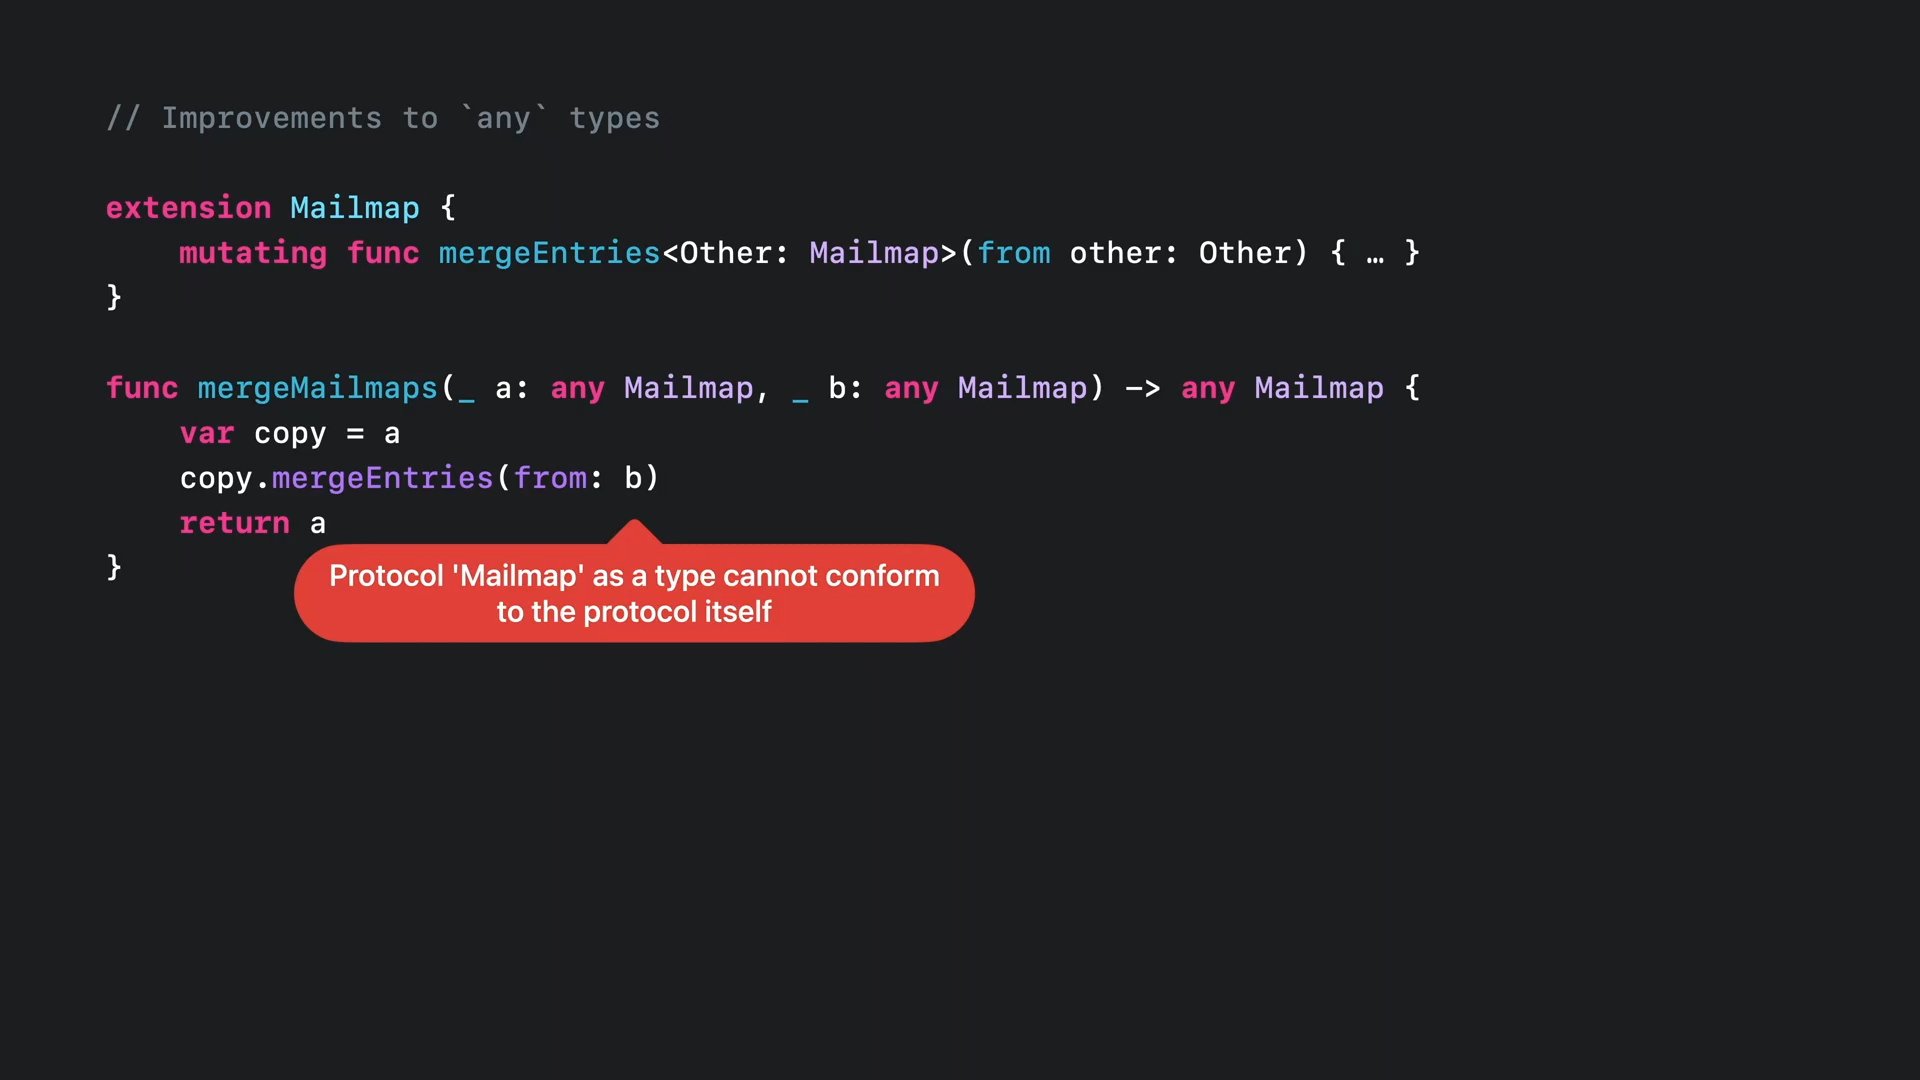 // Improvements to `any` types
extension Mailmap {
    mutating func mergeEntries<Other: Mailmap>(from other: Other) { … }
}
func mergeMailmaps(_ a: any Mailmap, _ b: any Mailmap) -> any Mailmap {
    var copy = a
    copy.mergeEntries(from: b)
    return a
}
Protocol 'Mailmap' as a type cannot conform
to the protocol itself